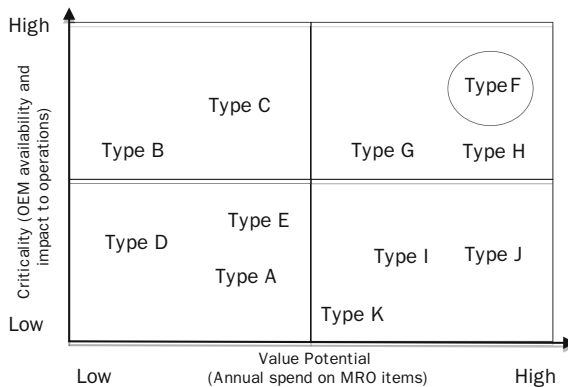 High
Type F
Type C
Type B
Type G
Type H
Criticality (OEM availability and
impact to operations)
Type E
Type D
Type A
Type I
Type J
Type K
Low
Value Potential
(Annual spend on MRO items)
Low
High